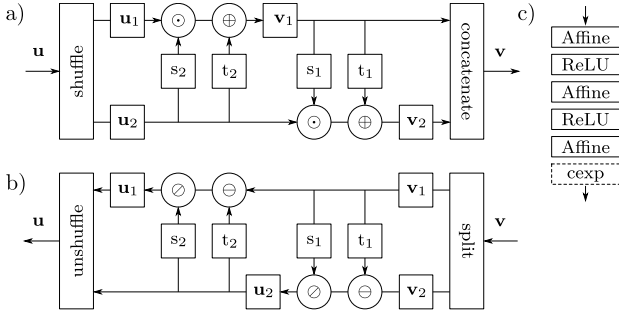 a)
u
shuffle
u₁
⊙
⊕
v₁
s₂
t₂
s₁
t₁
u₂
⊙
⊕
v₂
concatenate
v
b)
u
unshuffle
u₁
⊘
⊖
v₁
s₂
t₂
s₁
t₁
u₂
⊘
⊖
v₂
split
v
c)
Affine
ReLU
Affine
ReLU
Affine
cexp